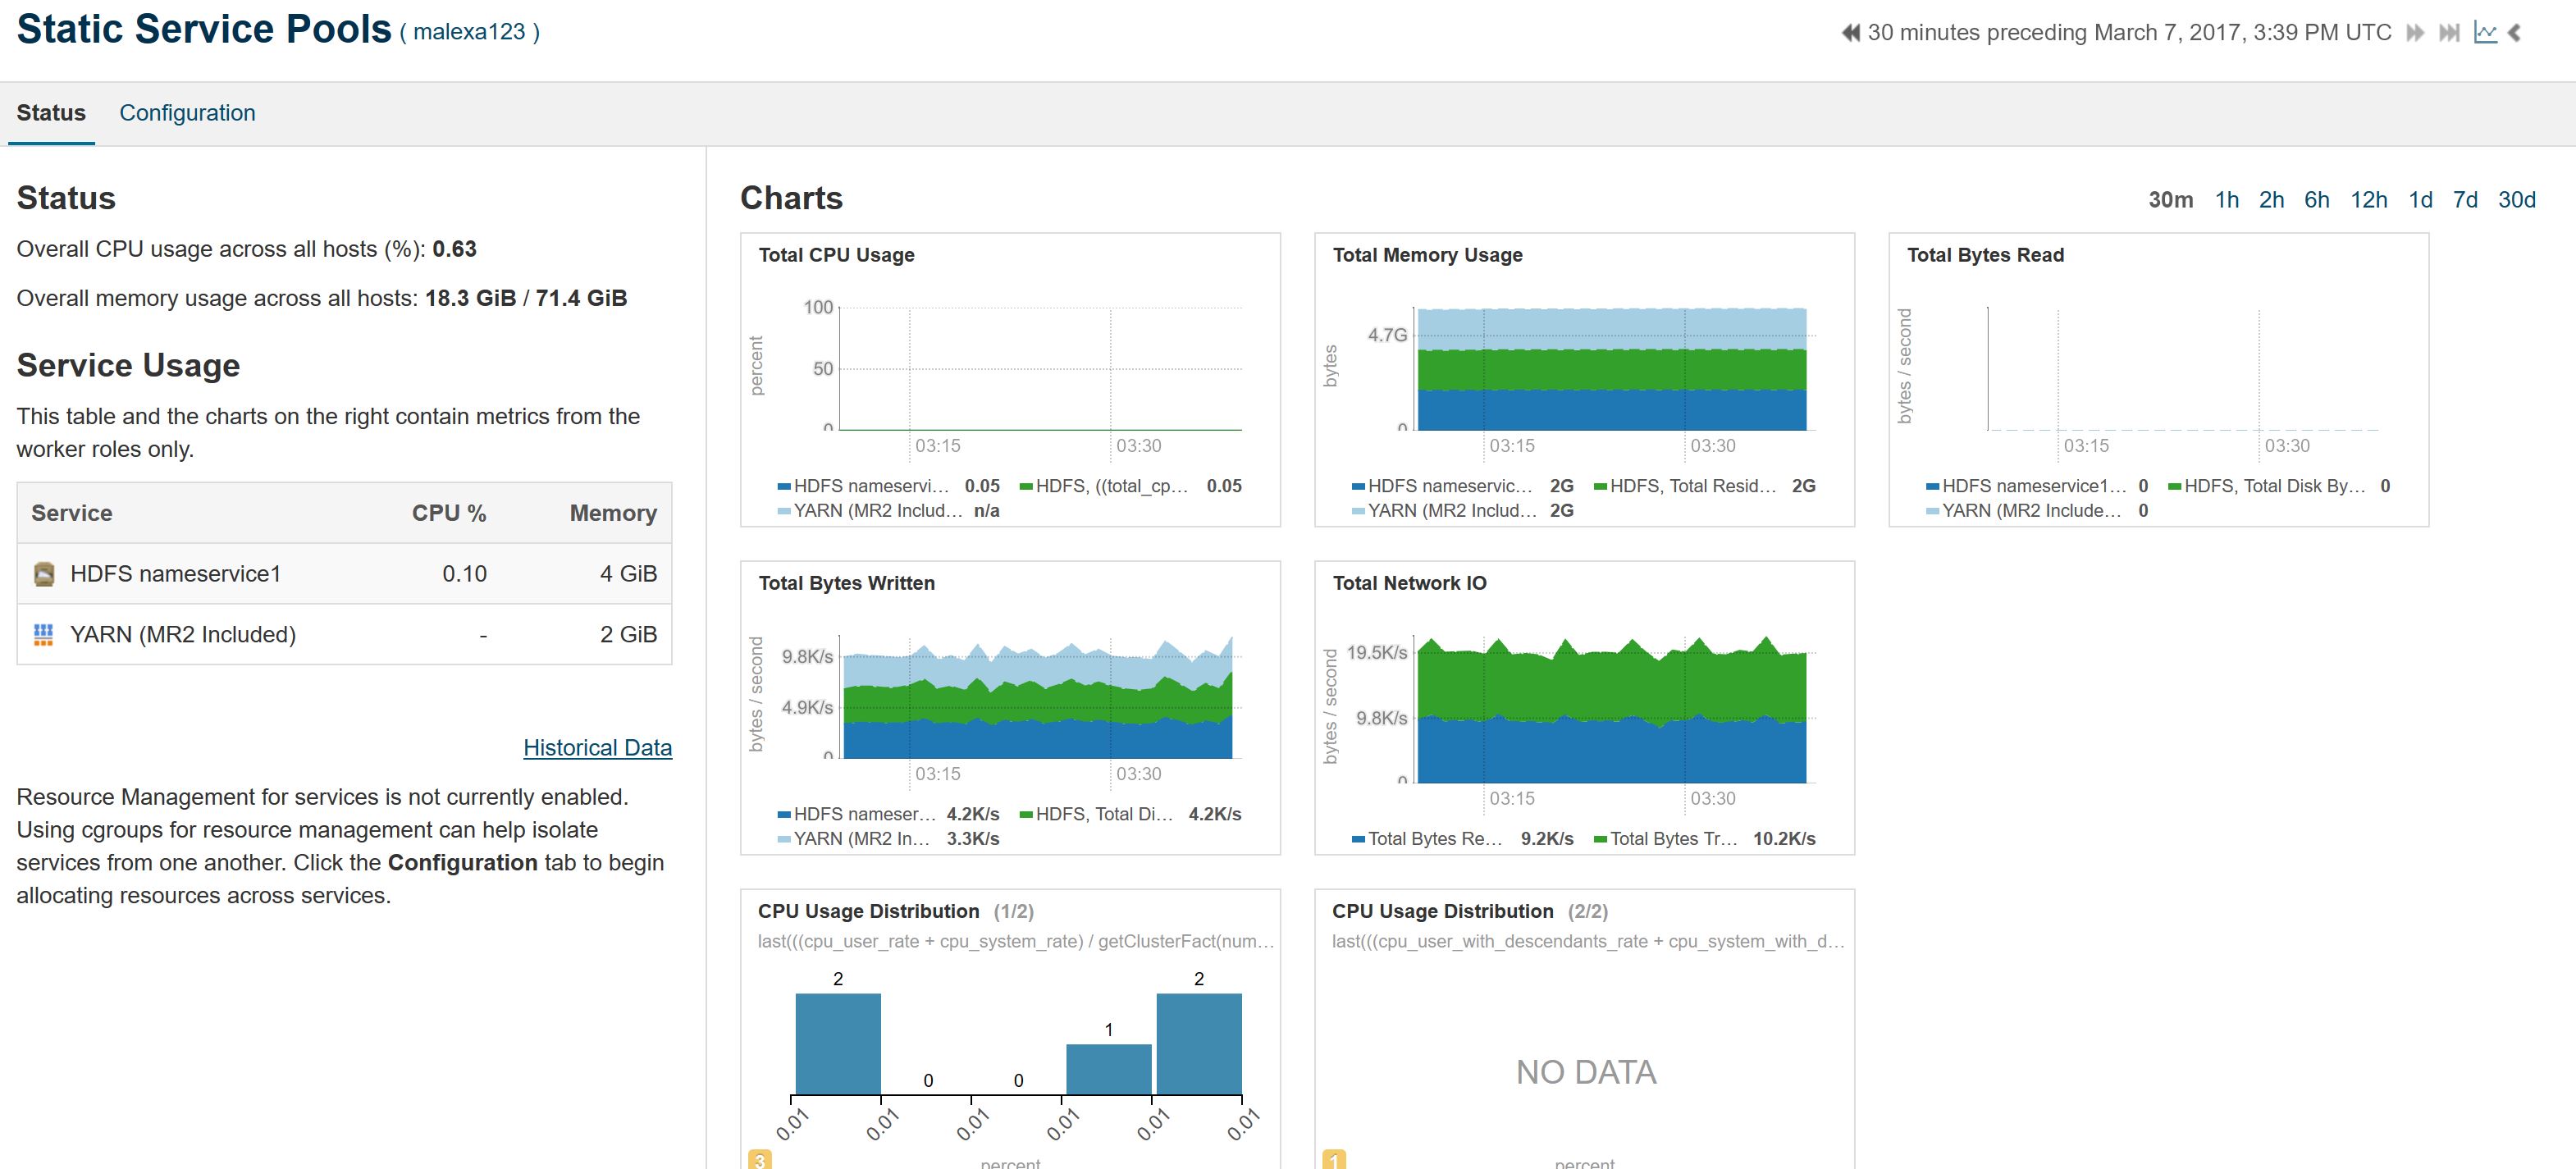 Static Service Pools ( malexa123 )
30 minutes preceding March 7, 2017, 3:39 PM UTC
Status Configuration
Status
Overall CPU usage across all hosts (%): 0.63
Overall memory usage across all hosts: 18.3 GiB / 71.4 GiB
Service Usage
This table and the charts on the right contain metrics from the
worker roles only.
Service CPU % Memory
HDFS nameservice1 0.10 4 GiB
YARN (MR2 Included) - 2 GiB
Historical Data
Resource Management for services is not currently enabled.
Using cgroups for resource management can help isolate
services from one another. Click the Configuration tab to begin
allocating resources across services.
Charts
30m 1h 2h 6h 12h 1d 7d 30d
Total CPU Usage
percent
100
50
0
03:15 03:30
HDFS nameservi... 0.05 HDFS, ((total_cp... 0.05
YARN (MR2 Includ... n/a
Total Memory Usage
bytes
4.7G
0
03:15 03:30
HDFS nameservic... 2G HDFS, Total Resid... 2G
YARN (MR2 Includ... 2G
Total Bytes Read
bytes / second
03:15 03:30
HDFS nameservice1... 0 HDFS, Total Disk By... 0
YARN (MR2 Include... 0
Total Bytes Written
bytes / second
9.8K/s
4.9K/s
0
03:15 03:30
HDFS nameser... 4.2K/s HDFS, Total Di... 4.2K/s
YARN (MR2 In... 3.3K/s
Total Network IO
bytes / second
19.5K/s
9.8K/s
0
03:15 03:30
Total Bytes Re... 9.2K/s Total Bytes Tr... 10.2K/s
CPU Usage Distribution (1/2)
last(((cpu_user_rate + cpu_system_rate) / getClusterFact(num...
2 0 0 1 2
0.01 0.01 0.01 0.01 0.01 0.01
3 percent
CPU Usage Distribution (2/2)
last(((cpu_user_with_descendants_rate + cpu_system_with_d...
NO DATA
1 percent